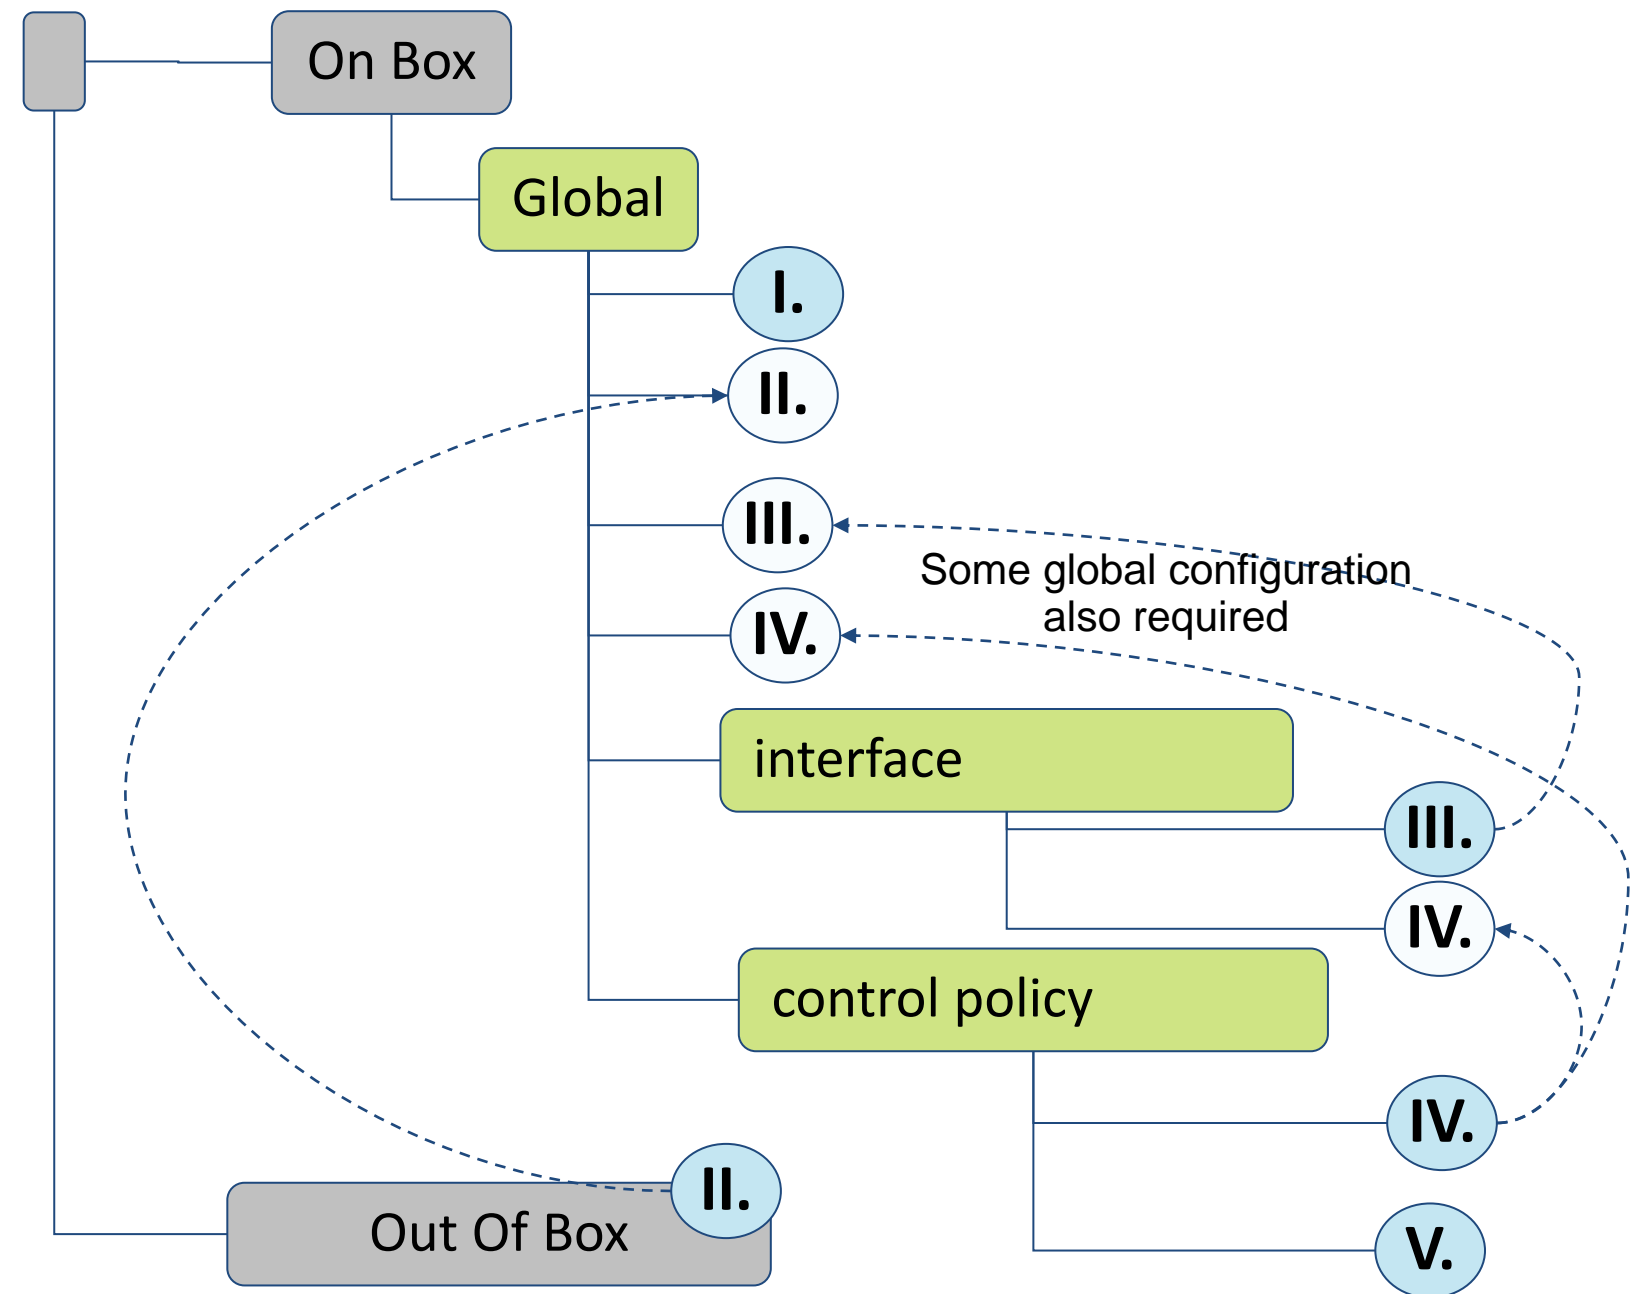 On Box
Global
I.
II.
III.
Some global configuration
also required
IV.
interface
III.
IV.
control policy
IV.
II.
Out Of Box
V.